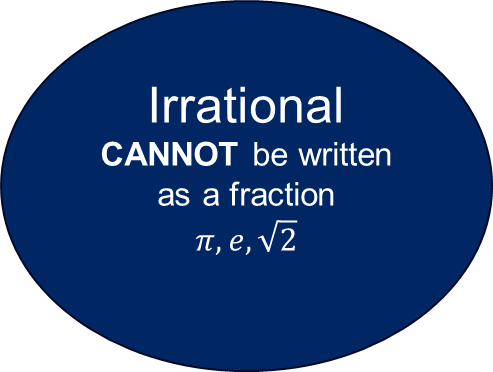 Irrational
CANNOT be written
as a fraction
𝜋, 𝑒, √2